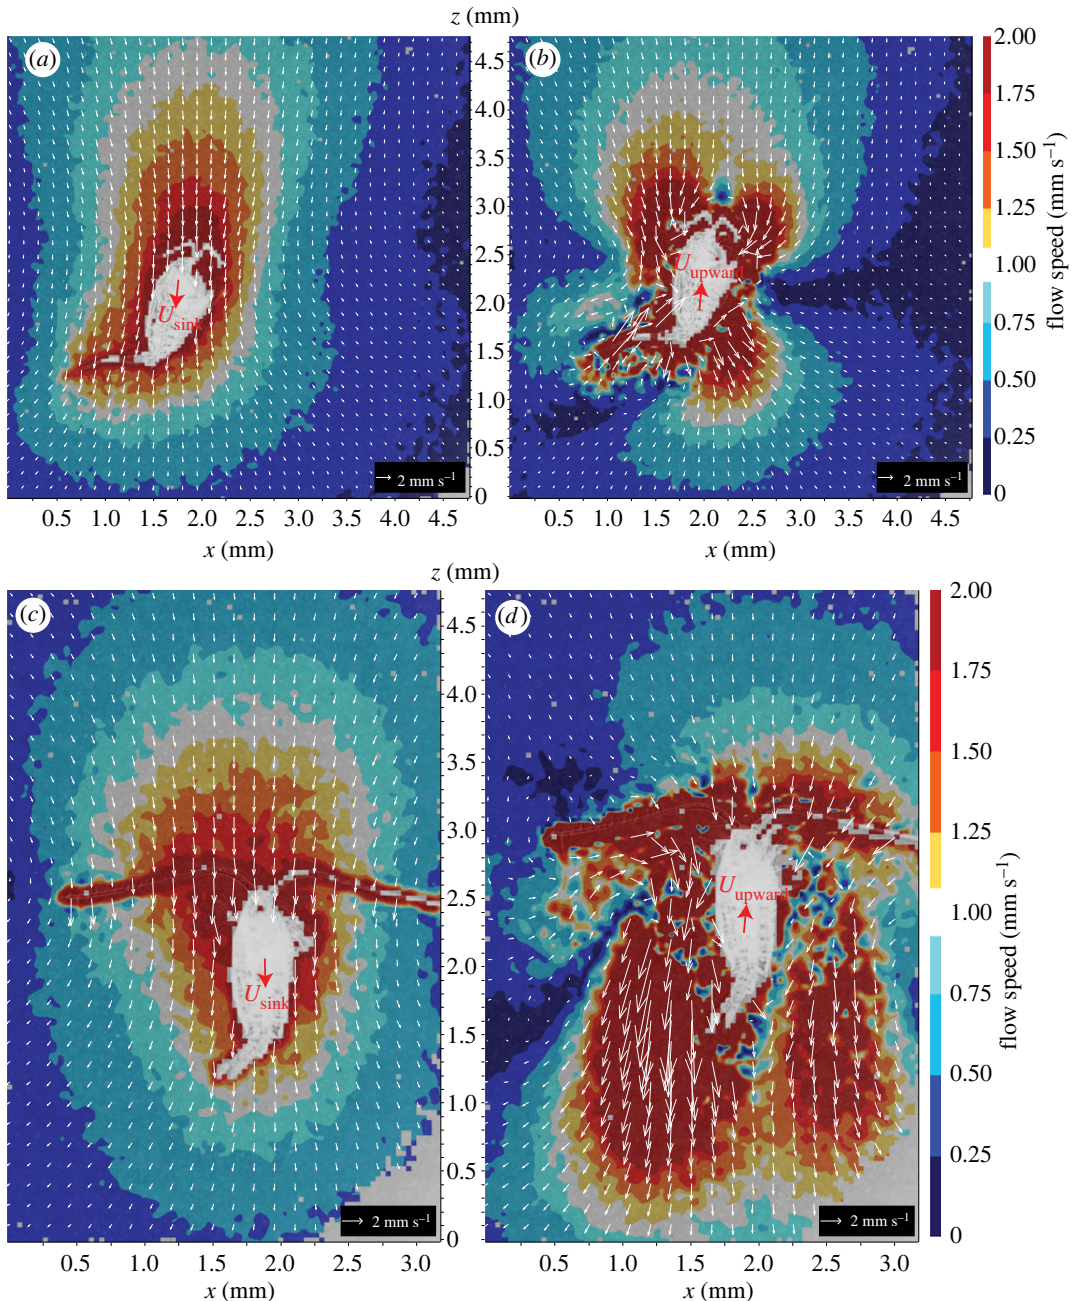 z (mm)
(a)
(b)
4.5
4.0
3.5
3.0
2.5
2.0
1.5
1.0
0.5
0
U_sink
U_upward
2 mm s⁻¹
2 mm s⁻¹
2.00
1.75
1.50
1.25
1.00
0.75
0.50
0.25
0
flow speed (mm s⁻¹)
0.5 1.0 1.5 2.0 2.5 3.0 3.5 4.0 4.5
0.5 1.0 1.5 2.0 2.5 3.0 3.5 4.0 4.5
x (mm)
x (mm)
z (mm)
(c)
(d)
4.5
4.0
3.5
3.0
2.5
2.0
1.5
1.0
0.5
0
U_sink
U_upward
2 mm s⁻¹
2 mm s⁻¹
2.00
1.75
1.50
1.25
1.00
0.75
0.50
0.25
0
flow speed (mm s⁻¹)
0.5 1.0 1.5 2.0 2.5 3.0
0.5 1.0 1.5 2.0 2.5 3.0
x (mm)
x (mm)